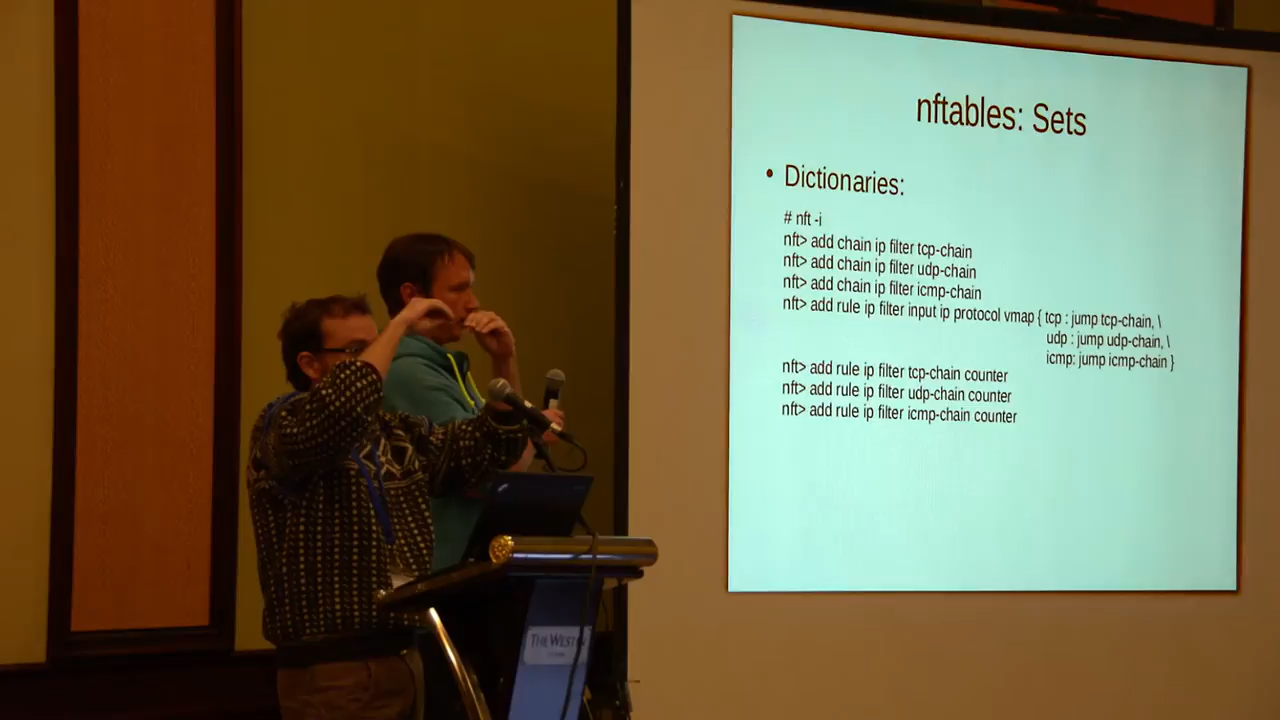 nftables: Sets
• Dictionaries:
# nft -i
nft> add chain ip filter tcp-chain
nft> add chain ip filter udp-chain
nft> add chain ip filter icmp-chain
nft> add rule ip filter input ip protocol vmap { tcp : jump tcp-chain, \
udp : jump udp-chain, \
icmp: jump icmp-chain }
nft> add rule ip filter tcp-chain counter
nft> add rule ip filter udp-chain counter
nft> add rule ip filter icmp-chain counter
THE